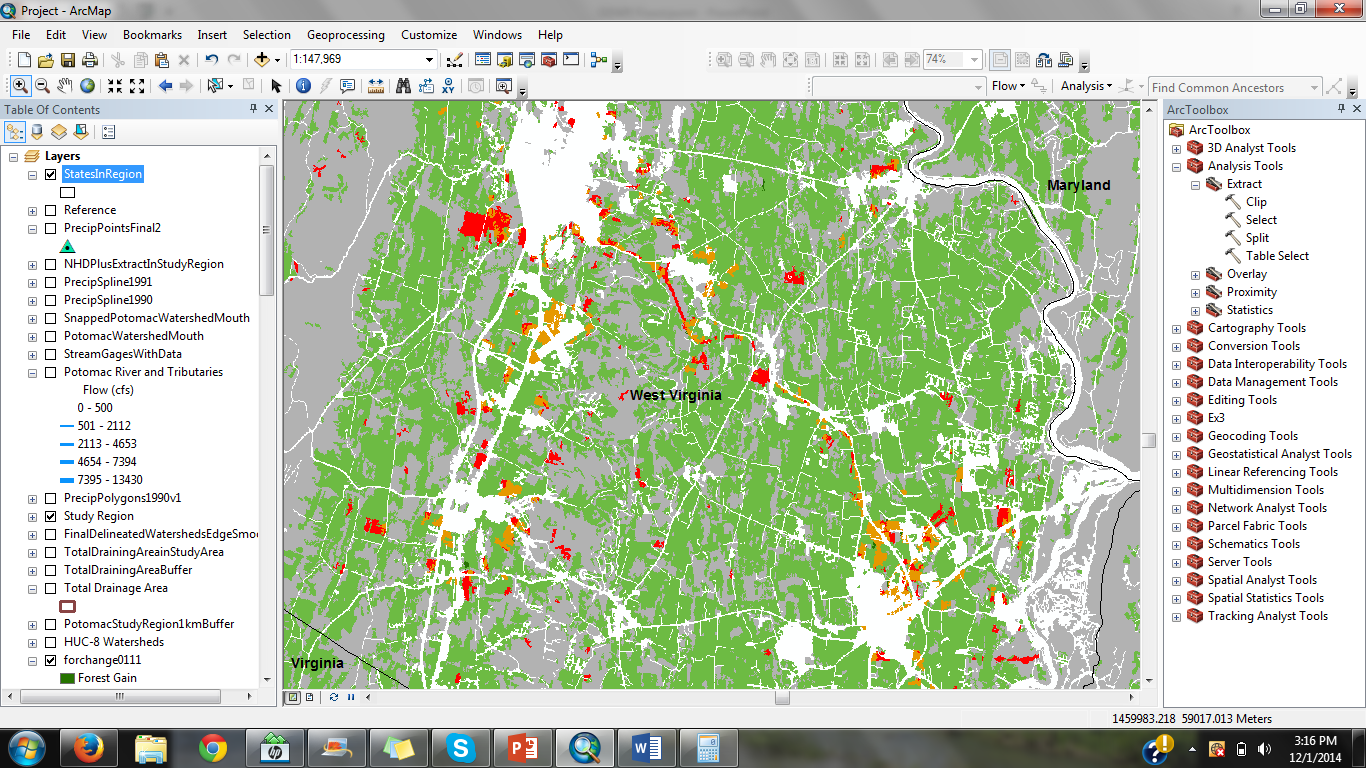 Project - ArcMap
File Edit View Bookmarks Insert Selection Geoprocessing Customize Windows Help
1:147,969
74%
Flow
Analysis
Find Common Ancestors
Table Of Contents
Layers
StatesInRegion
Reference
PrecipPointsFinal2
NHDPlusExtractInStudyRegion
PrecipSpline1991
PrecipSpline1990
SnappedPotomacWatershedMouth
PotomacWatershedMouth
StreamGagesWithData
Potomac River and Tributaries
Flow (cfs)
0 - 500
501 - 2112
2113 - 4653
4654 - 7394
7395 - 13430
PrecipPolygons1990v1
Study Region
FinalDelineatedWatershedsEdgeSmo
TotalDrainingAreainStudyArea
TotalDrainingAreaBuffer
Total Drainage Area
PotomacStudyRegion1kmBuffer
HUC-8 Watersheds
forchange0111
Forest Gain
Maryland
West Virginia
Virginia
ArcToolbox
ArcToolbox
3D Analyst Tools
Analysis Tools
Extract
Clip
Select
Split
Table Select
Overlay
Proximity
Statistics
Cartography Tools
Conversion Tools
Data Interoperability Tools
Data Management Tools
Editing Tools
Ex3
Geocoding Tools
Geostatistical Analyst Tools
Linear Referencing Tools
Multidimension Tools
Network Analyst Tools
Parcel Fabric Tools
Schematics Tools
Server Tools
Spatial Analyst Tools
Spatial Statistics Tools
Tracking Analyst Tools
1459983.218 59017.013 Meters
3:16 PM
12/1/2014